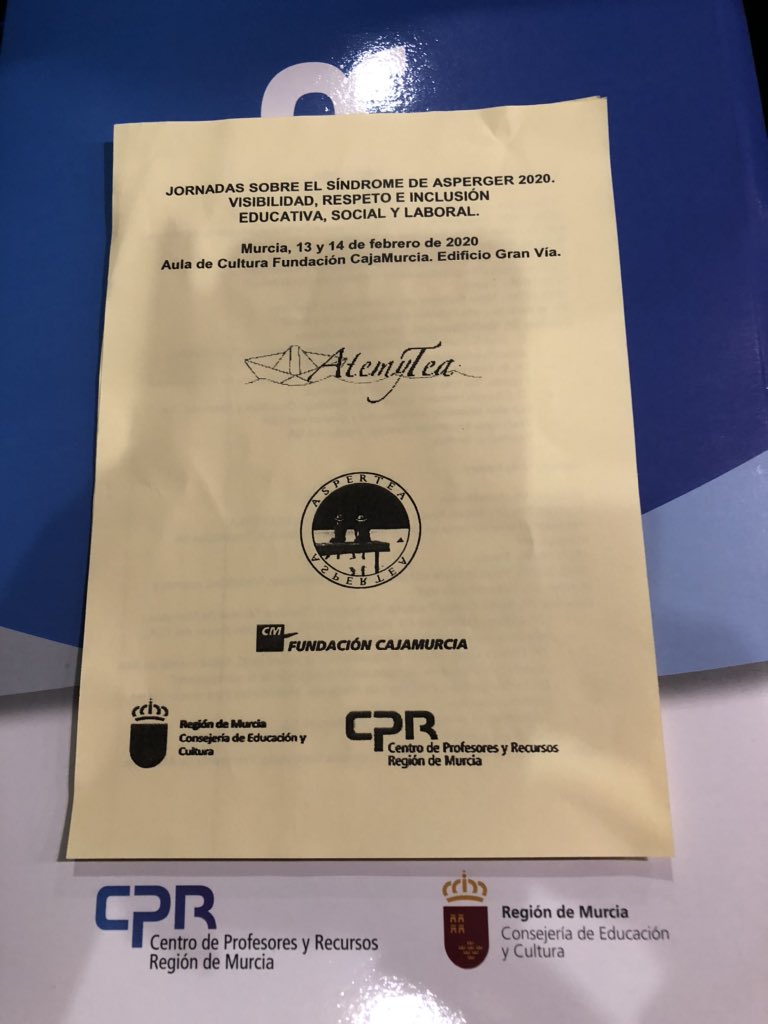 JORNADAS SOBRE EL SÍNDROME DE ASPERGER 2020.
VISIBILIDAD, RESPETO E INCLUSIÓN
EDUCATIVA, SOCIAL Y LABORAL.
Murcia, 13 y 14 de febrero de 2020
Aula de Cultura Fundación CajaMurcia. Edificio Gran Vía.
AtemyTea
ASPERTEA
ASPERTEA
CM
FUNDACIÓN CAJAMURCIA
Región de Murcia
Consejería de Educación y
Cultura
CPR
Centro de Profesores y Recursos
Región de Murcia
CPR
Centro de Profesores y Recursos
Región de Murcia
Región de Murcia
Consejería de Educación
y Cultura